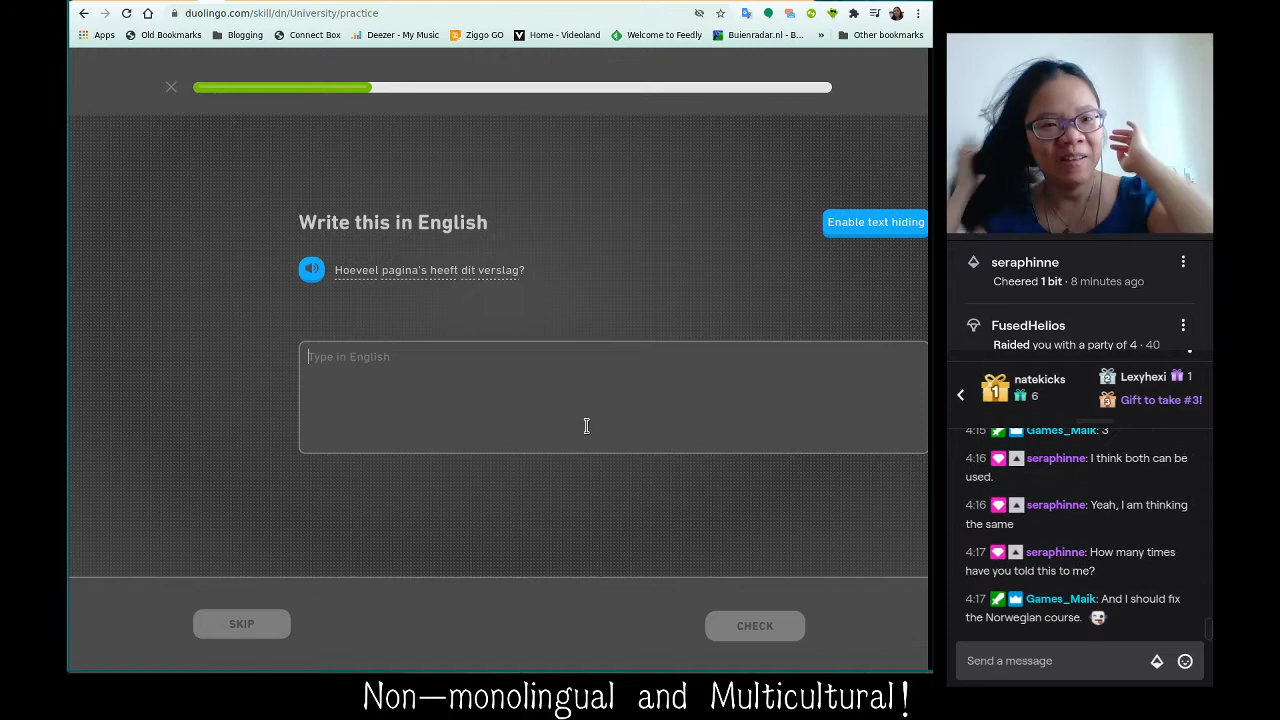 duolingo.com/skill/dn/University/practice
Apps Old Bookmarks Blogging Connect Box Deezer - My Music Ziggo GO Home - Videoland Welcome to Feedly Buienradar.nl - B... » Other bookmarks
Write this in English
Enable text hiding
Hoeveel pagina's heeft dit verslag?
Type in English
SKIP
CHECK
seraphinne
Cheered 1 bit • 8 minutes ago
FusedHelios
Raided you with a party of 4 • 40
1 natekicks
6
2 Lexyhexi 1
3 Gift to take #3!
4:15 Games_Maik: 3
4:16 seraphinne: I think both can be
used.
4:16 seraphinne: Yeah, I am thinking
the same
4:17 seraphinne: How many times
have you told this to me?
4:17 Games_Maik: And I should fix
the Norwegian course.
Send a message
Non-monolingual and Multicultural!